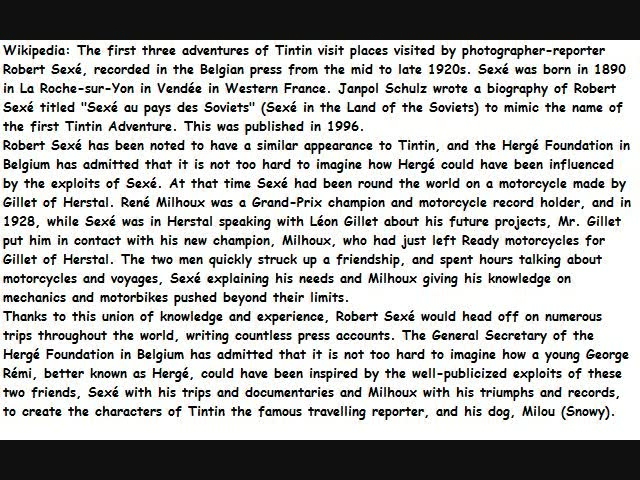 Wikipedia: The first three adventures of Tintin visit places visited by photographer-reporter
Robert Sexé, recorded in the Belgian press from the mid to late 1920s. Sexé was born in 1890
in La Roche-sur-Yon in Vendée in Western France. Janpol Schulz wrote a biography of Robert
Sexé titled "Sexé au pays des Soviets" (Sexé in the Land of the Soviets) to mimic the name of
the first Tintin Adventure. This was published in 1996.
Robert Sexé has been noted to have a similar appearance to Tintin, and the Hergé Foundation in
Belgium has admitted that it is not too hard to imagine how Hergé could have been influenced
by the exploits of Sexé. At that time Sexé had been round the world on a motorcycle made by
Gillet of Herstal. René Milhoux was a Grand-Prix champion and motorcycle record holder, and in
1928, while Sexé was in Herstal speaking with Léon Gillet about his future projects, Mr. Gillet
put him in contact with his new champion, Milhoux, who had just left Ready motorcycles for
Gillet of Herstal. The two men quickly struck up a friendship, and spent hours talking about
motorcycles and voyages, Sexé explaining his needs and Milhoux giving his knowledge on
mechanics and motorbikes pushed beyond their limits.
Thanks to this union of knowledge and experience, Robert Sexé would head off on numerous
trips throughout the world, writing countless press accounts. The General Secretary of the
Hergé Foundation in Belgium has admitted that it is not too hard to imagine how a young George
Rémi, better known as Hergé, could have been inspired by the well-publicized exploits of these
two friends, Sexé with his trips and documentaries and Milhoux with his triumphs and records,
to create the characters of Tintin the famous travelling reporter, and his dog, Milou (Snowy).